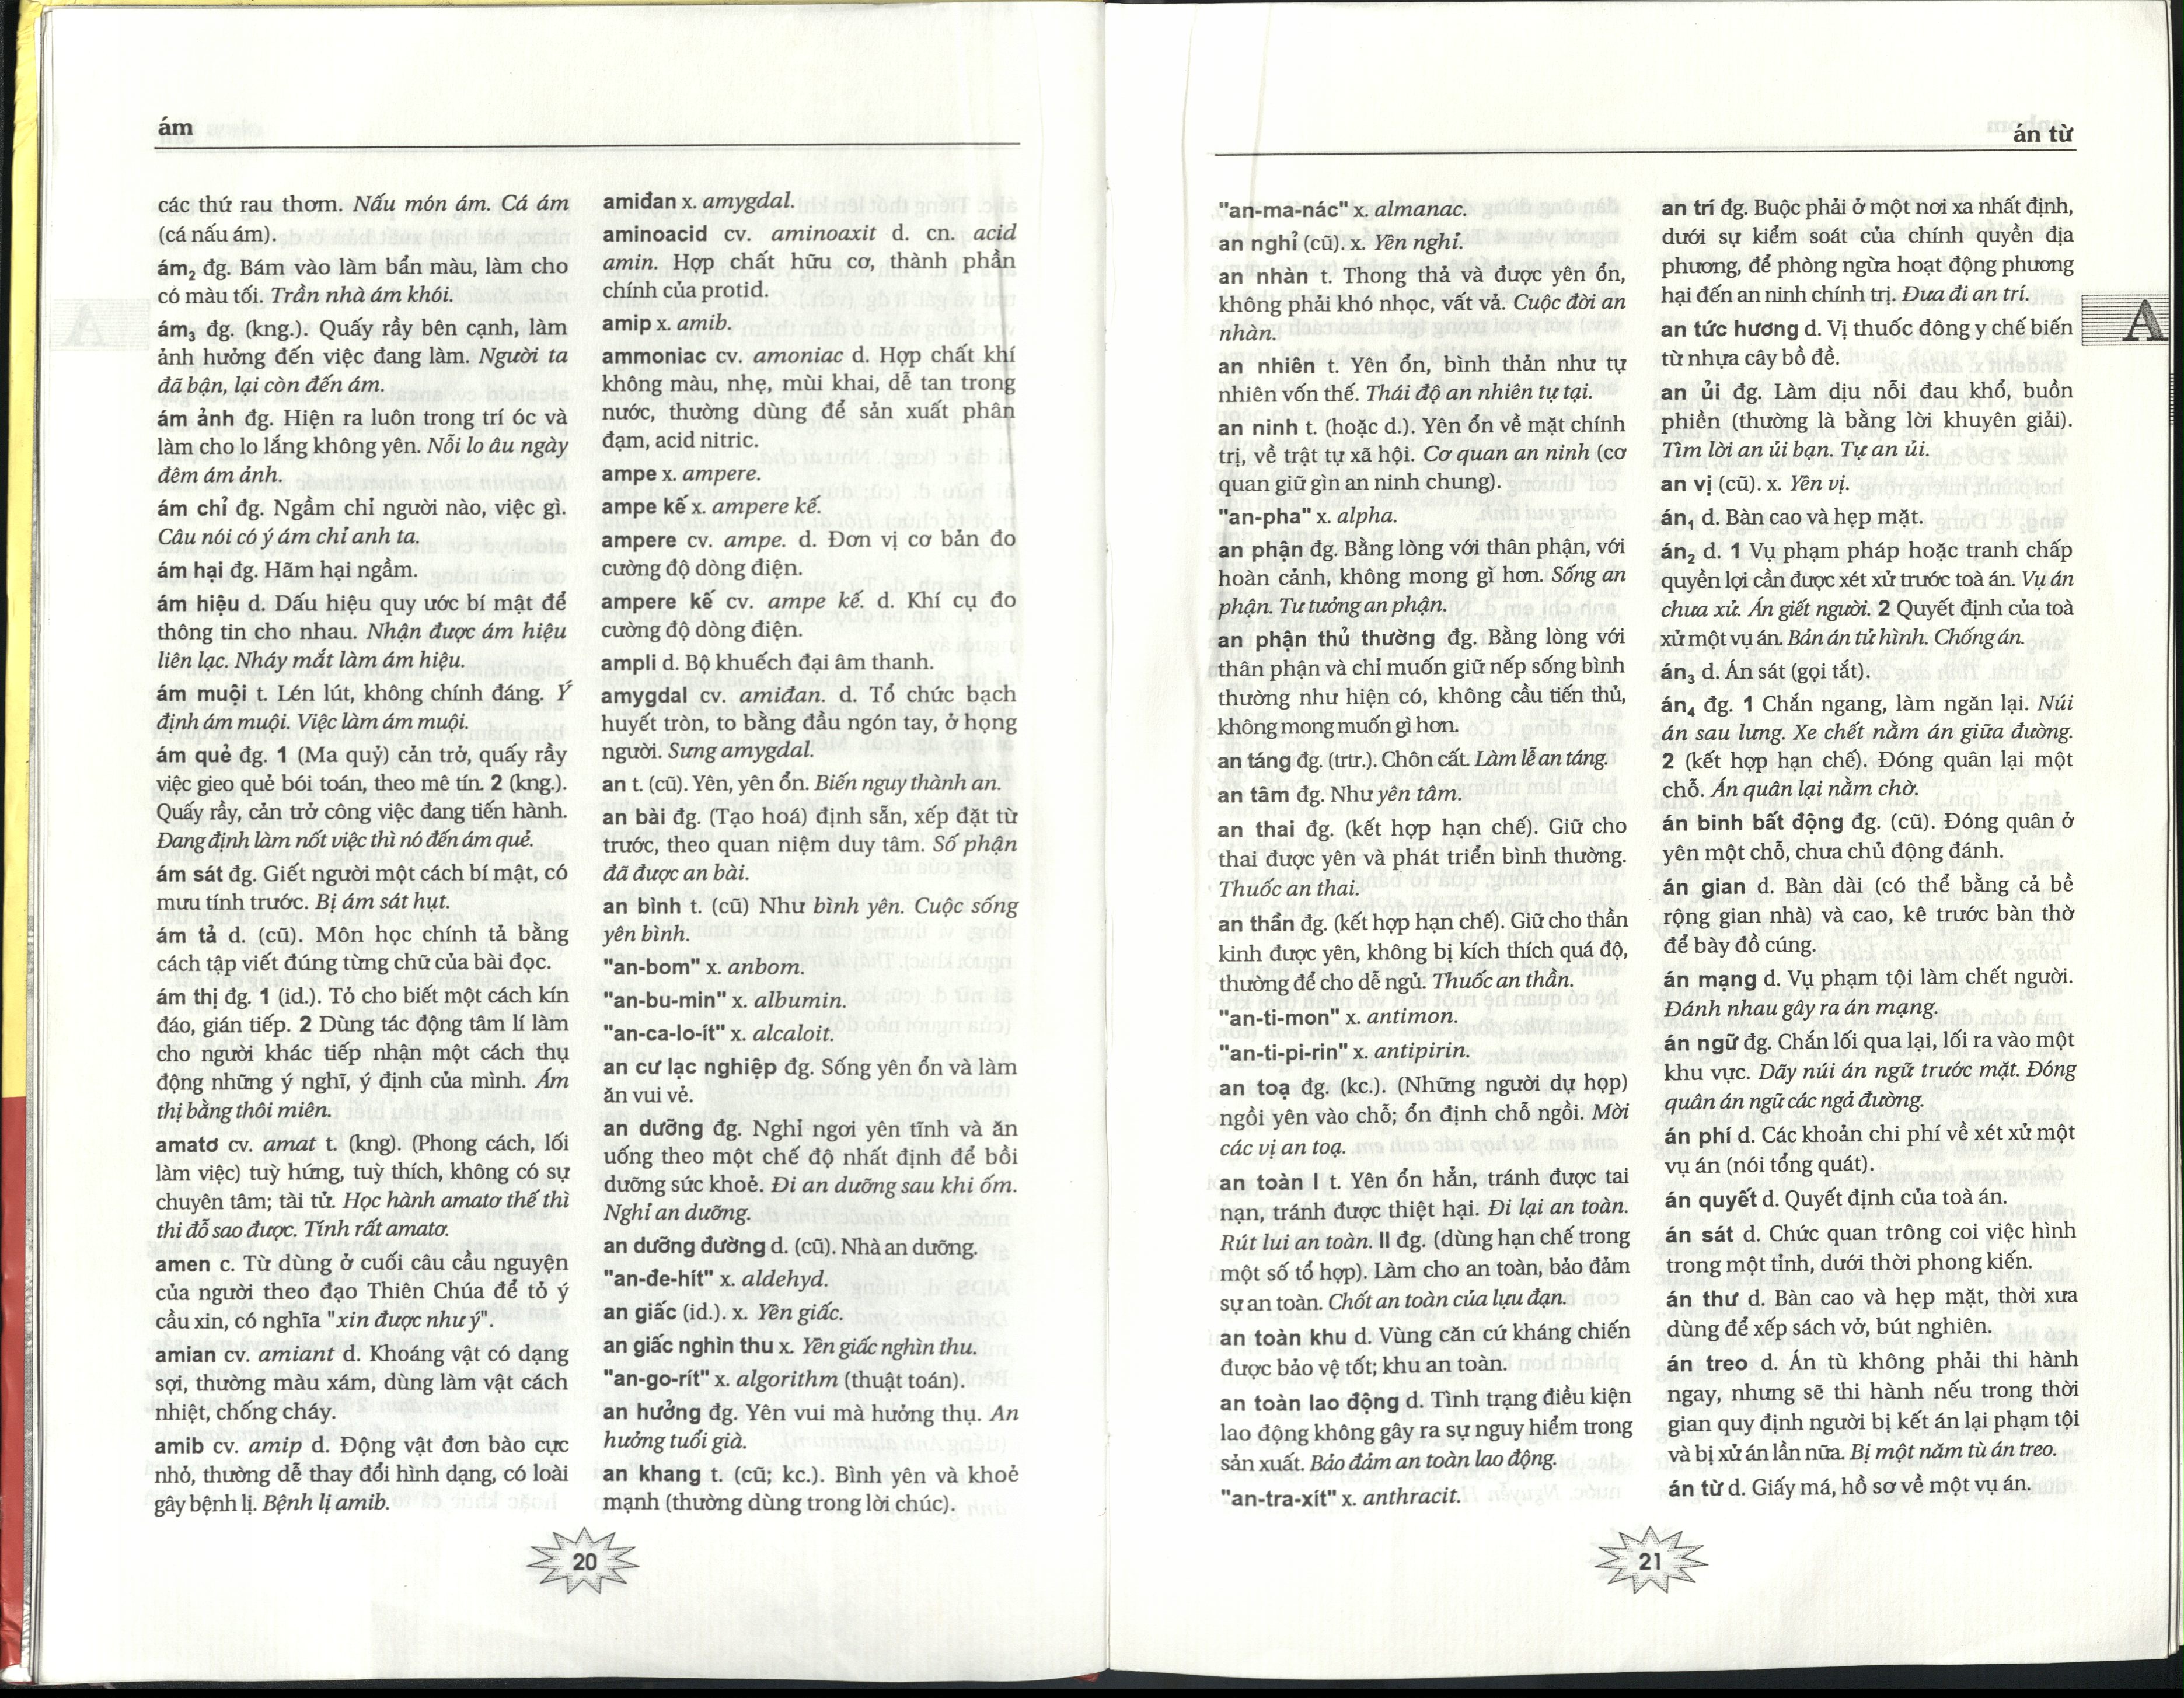 ám
các thứ rau thơm. Nấu món ám. Cá ám
(cá nấu ám).
ám₂ đg. Bám vào làm bẩn màu, làm cho
có màu tối. Trần nhà ám khói.
ám₃ đg. (kng.). Quấy rầy bên cạnh, làm
ảnh hưởng đến việc đang làm. Người ta
đã bận, lại còn đến ám.
ám ảnh đg. Hiện ra luôn trong trí óc và
làm cho lo lắng không yên. Nỗi lo âu ngày
đêm ám ảnh.
ám chỉ đg. Ngầm chỉ người nào, việc gì.
Câu nói có ý ám chỉ anh ta.
ám hại đg. Hãm hại ngầm.
ám hiệu d. Dấu hiệu quy ước bí mật để
thông tin cho nhau. Nhận được ám hiệu
liên lạc. Nháy mắt làm ám hiệu.
ám muội t. Lén lút, không chính đáng. Ý
định ám muội. Việc làm ám muội.
ám quẻ đg. 1 (Ma quỷ) cản trở, quấy rầy
việc gieo quẻ bói toán, theo mê tín. 2 (kng.).
Quấy rầy, cản trở công việc đang tiến hành.
Đang định làm nốt việc thì nó đến ám quẻ.
ám sát đg. Giết người một cách bí mật, có
mưu tính trước. Bị ám sát hụt.
ám tả d. (cũ). Môn học chính tả bằng
cách tập viết đúng từng chữ của bài đọc.
ám thị đg. 1 (id.). Tỏ cho biết một cách kín
đáo, gián tiếp. 2 Dùng tác động tâm lí làm
cho người khác tiếp nhận một cách thụ
động những ý nghĩ, ý định của mình. Ám
thị bằng thôi miên.
amatơ cv. amat t. (kng). (Phong cách, lối
làm việc) tuỳ hứng, tuỳ thích, không có sự
chuyên tâm; tài tử. Học hành amatơ thế thì
thi đỗ sao được. Tính rất amatơ.
amen c. Từ dùng ở cuối câu cầu nguyện
của người theo đạo Thiên Chúa để tỏ ý
cầu xin, có nghĩa "xin được như ý".
amian cv. amiant d. Khoáng vật có dạng
sợi, thường màu xám, dùng làm vật cách
nhiệt, chống cháy.
amib cv. amip d. Động vật đơn bào cực
nhỏ, thường dễ thay đổi hình dạng, có loài
gây bệnh lị. Bệnh lị amib.
amiđan x. amygdal.
aminoacid cv. aminoaxit d. cn. acid
amin. Hợp chất hữu cơ, thành phần
chính của protid.
amip x. amib.
ammoniac cv. amoniac d. Hợp chất khí
không màu, nhẹ, mùi khai, dễ tan trong
nước, thường dùng để sản xuất phân
đạm, acid nitric.
ampe x. ampere.
ampe kế x. ampere kế.
ampere cv. ampe. d. Đơn vị cơ bản đo
cường độ dòng điện.
ampere kế cv. ampe kế. d. Khí cụ đo
cường độ dòng điện.
ampli d. Bộ khuếch đại âm thanh.
amygdal cv. amiđan. d. Tổ chức bạch
huyết tròn, to bằng đầu ngón tay, ở họng
người. Sưng amygdal.
an t. (cũ). Yên, yên ổn. Biến nguy thành an.
an bài đg. (Tạo hoá) định sẵn, xếp đặt từ
trước, theo quan niệm duy tâm. Số phận
đã được an bài.
an bình t. (cũ) Như bình yên. Cuộc sống
yên bình.
"an-bom" x. anbom.
"an-bu-min" x. albumin.
"an-ca-lo-ít" x. alcaloit.
an cư lạc nghiệp đg. Sống yên ổn và làm
ăn vui vẻ.
an dưỡng đg. Nghỉ ngơi yên tĩnh và ăn
uống theo một chế độ nhất định để bồi
dưỡng sức khoẻ. Đi an dưỡng sau khi ốm.
Nghỉ an dưỡng.
an dưỡng đường d. (cũ). Nhà an dưỡng.
"an-đe-hít" x. aldehyd.
an giấc (id.). x. Yên giấc.
an giấc nghìn thu x. Yên giấc nghìn thu.
"an-go-rít" x. algorithm (thuật toán).
an hưởng đg. Yên vui mà hưởng thụ. An
hưởng tuổi già.
an khang t. (cũ; kc.). Bình yên và khoẻ
mạnh (thường dùng trong lời chúc).
20
án từ
"an-ma-nác" x. almanac.
an nghỉ (cũ). x. Yên nghỉ.
an nhàn t. Thong thả và được yên ổn,
không phải khó nhọc, vất vả. Cuộc đời an
nhàn.
an nhiên t. Yên ổn, bình thản như tự
nhiên vốn thế. Thái độ an nhiên tự tại.
an ninh t. (hoặc d.). Yên ổn về mặt chính
trị, về trật tự xã hội. Cơ quan an ninh (cơ
quan giữ gìn an ninh chung).
"an-pha" x. alpha.
an phận đg. Bằng lòng với thân phận, với
hoàn cảnh, không mong gì hơn. Sống an
phận. Tư tưởng an phận.
an phận thủ thường đg. Bằng lòng với
thân phận và chỉ muốn giữ nếp sống bình
thường như hiện có, không cầu tiến thủ,
không mong muốn gì hơn.
an táng đg. (trtr.). Chôn cất. Làm lễ an táng.
an tâm đg. Như yên tâm.
an thai đg. (kết hợp hạn chế). Giữ cho
thai được yên và phát triển bình thường.
Thuốc an thai.
an thần đg. (kết hợp hạn chế). Giữ cho thần
kinh được yên, không bị kích thích quá độ,
thường để cho dễ ngủ. Thuốc an thần.
"an-ti-mon" x. antimon.
"an-ti-pi-rin" x. antipirin.
an toạ đg. (kc.). (Những người dự họp)
ngồi yên vào chỗ; ổn định chỗ ngồi. Mời
các vị an toạ.
an toàn I t. Yên ổn hẳn, tránh được tai
nạn, tránh được thiệt hại. Đi lại an toàn.
Rút lui an toàn. II đg. (dùng hạn chế trong
một số tổ hợp). Làm cho an toàn, bảo đảm
sự an toàn. Chốt an toàn của lựu đạn.
an toàn khu d. Vùng căn cứ kháng chiến
được bảo vệ tốt; khu an toàn.
an toàn lao động d. Tình trạng điều kiện
lao động không gây ra sự nguy hiểm trong
sản xuất. Bảo đảm an toàn lao động.
"an-tra-xít" x. anthracit.
an trí đg. Buộc phải ở một nơi xa nhất định,
dưới sự kiểm soát của chính quyền địa
phương, để phòng ngừa hoạt động phương
hại đến an ninh chính trị. Đưa đi an trí.
an tức hương d. Vị thuốc đông y chế biến
từ nhựa cây bồ đề.
an ủi đg. Làm dịu nỗi đau khổ, buồn
phiền (thường là bằng lời khuyên giải).
Tìm lời an ủi bạn. Tự an ủi.
an vị (cũ). x. Yên vị.
án₁ d. Bàn cao và hẹp mặt.
án₂ d. 1 Vụ phạm pháp hoặc tranh chấp
quyền lợi cần được xét xử trước toà án. Vụ án
chưa xử. Án giết người. 2 Quyết định của toà
xử một vụ án. Bản án tử hình. Chống án.
án₃ d. Án sát (gọi tắt).
án₄ đg. 1 Chắn ngang, làm ngăn lại. Núi
án sau lưng. Xe chết nằm án giữa đường.
2 (kết hợp hạn chế). Đóng quân lại một
chỗ. Án quân lại nằm chờ.
án binh bất động đg. (cũ). Đóng quân ở
yên một chỗ, chưa chủ động đánh.
án gian d. Bàn dài (có thể bằng cả bề
rộng gian nhà) và cao, kê trước bàn thờ
để bày đồ cúng.
án mạng d. Vụ phạm tội làm chết người.
Đánh nhau gây ra án mạng.
án ngữ đg. Chắn lối qua lại, lối ra vào một
khu vực. Dãy núi án ngữ trước mặt. Đóng
quân án ngữ các ngả đường.
án phí d. Các khoản chi phí về xét xử một
vụ án (nói tổng quát).
án quyết d. Quyết định của toà án.
án sát d. Chức quan trông coi việc hình
trong một tỉnh, dưới thời phong kiến.
án thư d. Bàn cao và hẹp mặt, thời xưa
dùng để xếp sách vở, bút nghiên.
án treo d. Án tù không phải thi hành
ngay, nhưng sẽ thi hành nếu trong thời
gian quy định người bị kết án lại phạm tội
và bị xử án lần nữa. Bị một năm tù án treo.
án từ d. Giấy má, hồ sơ về một vụ án.
A
21